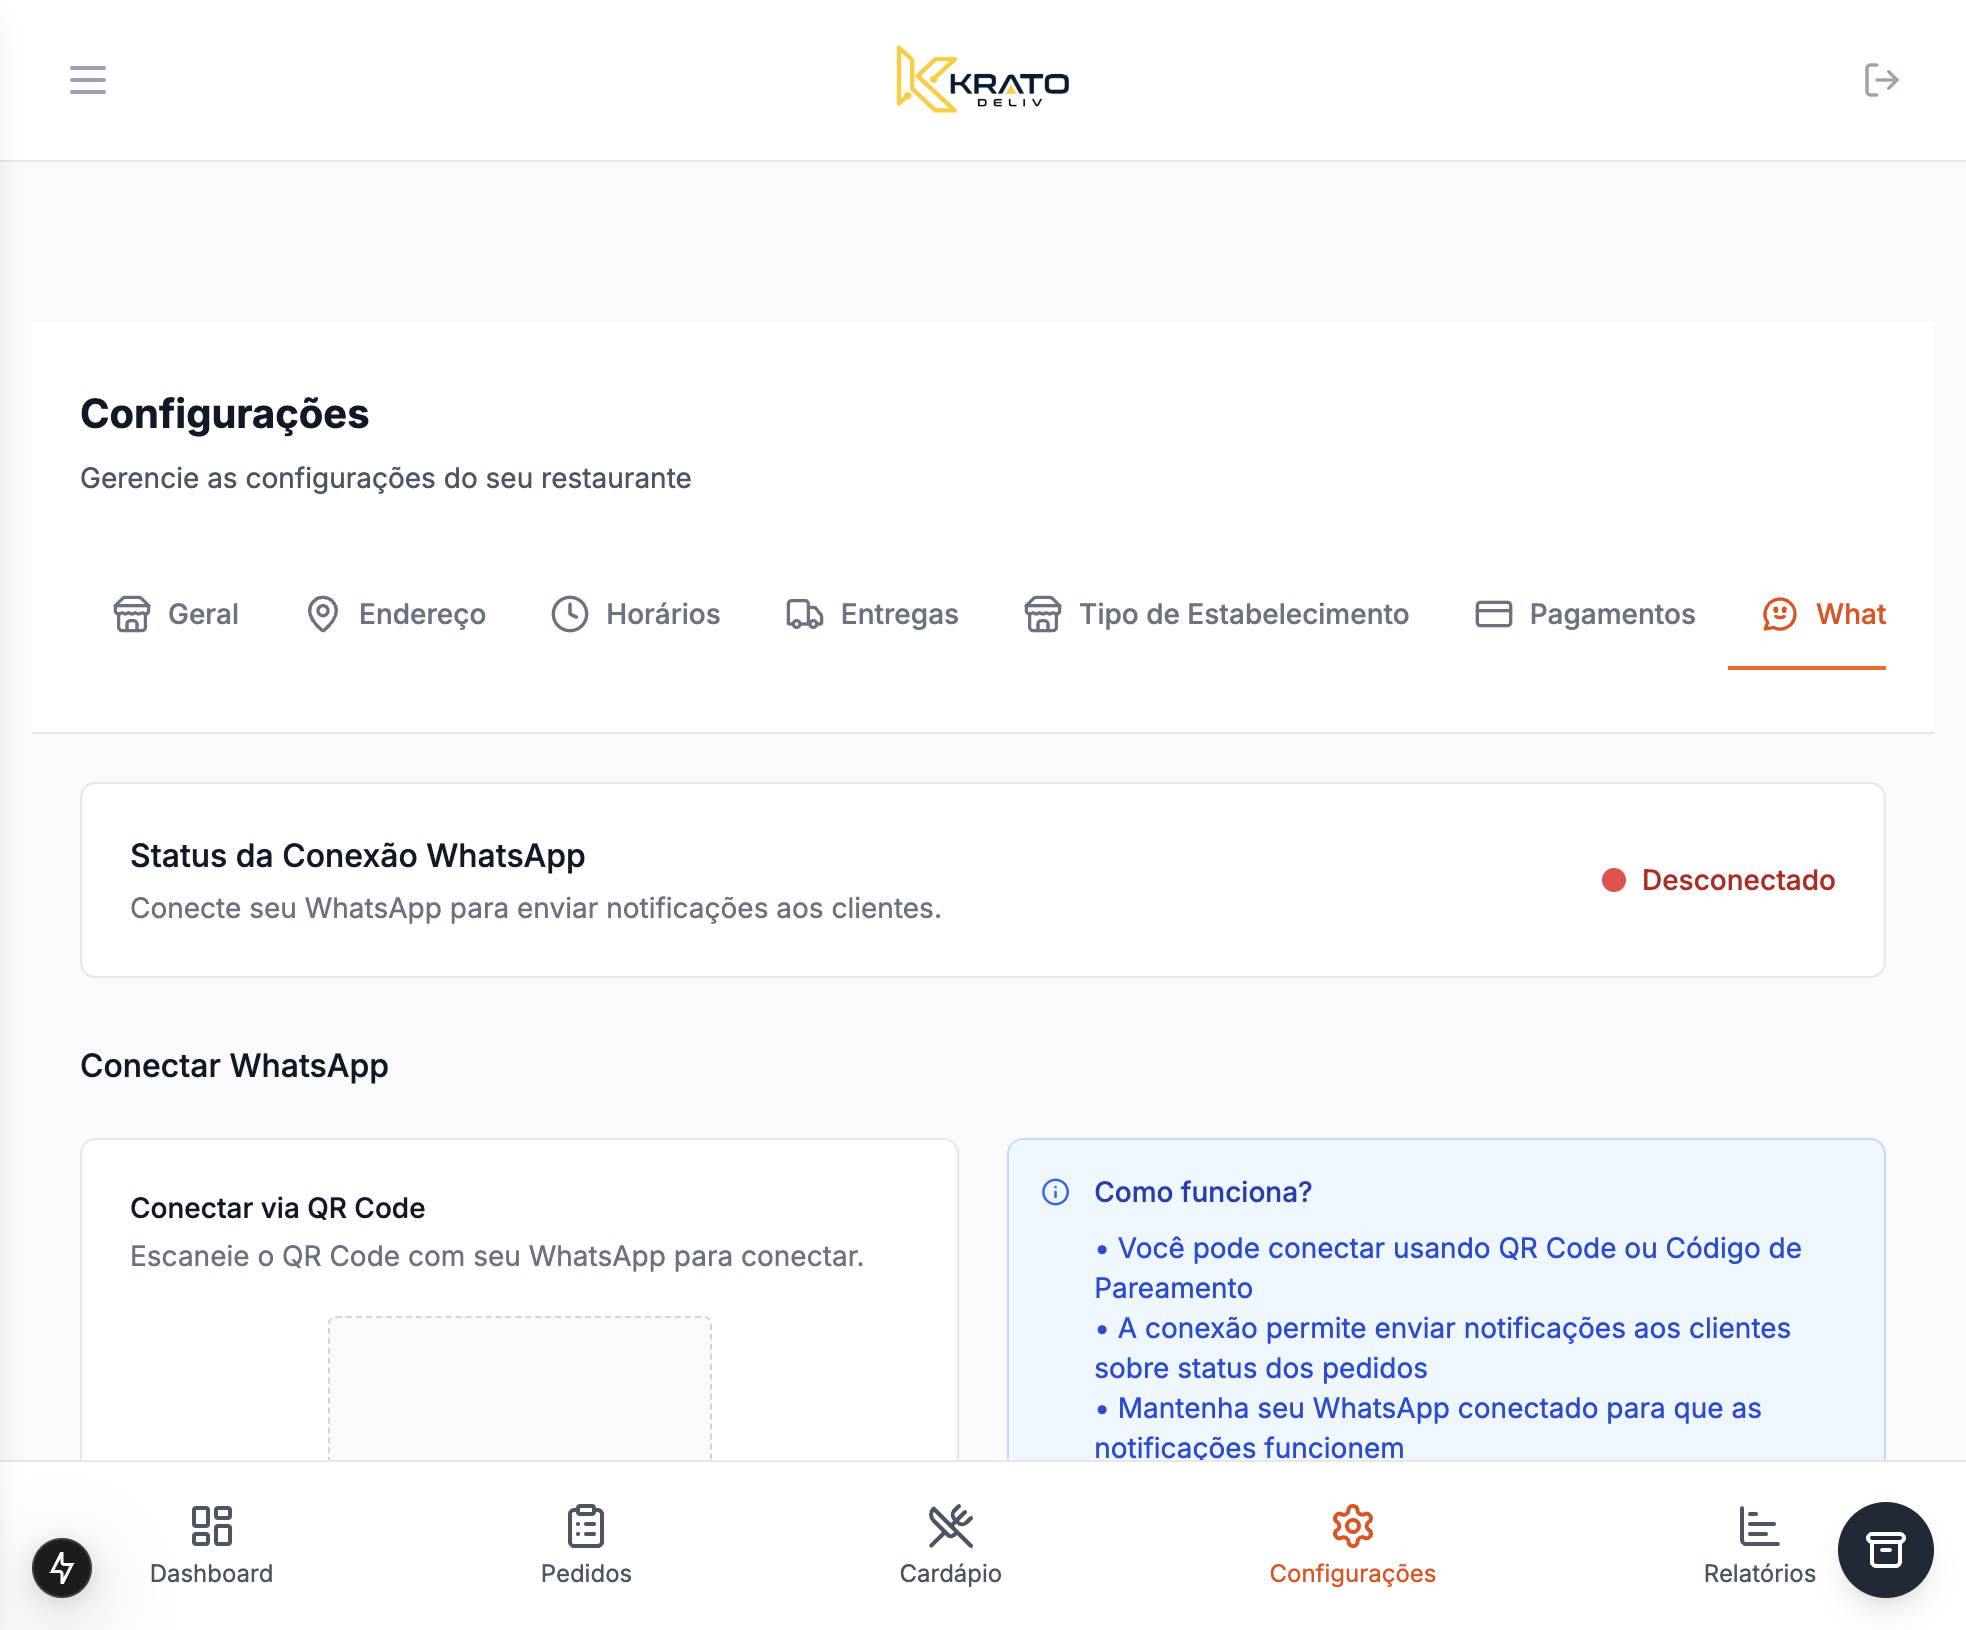 KRATO
DELIV
Configurações
Gerencie as configurações do seu restaurante
Geral
Endereço
Horários
Entregas
Tipo de Estabelecimento
Pagamentos
What
Status da Conexão WhatsApp
Conecte seu WhatsApp para enviar notificações aos clientes.
Desconectado
Conectar WhatsApp
Conectar via QR Code
Escaneie o QR Code com seu WhatsApp para conectar.
Como funciona?
• Você pode conectar usando QR Code ou Código de
Pareamento
• A conexão permite enviar notificações aos clientes
sobre status dos pedidos
• Mantenha seu WhatsApp conectado para que as
notificações funcionem
Dashboard
Pedidos
Cardápio
Configurações
Relatórios